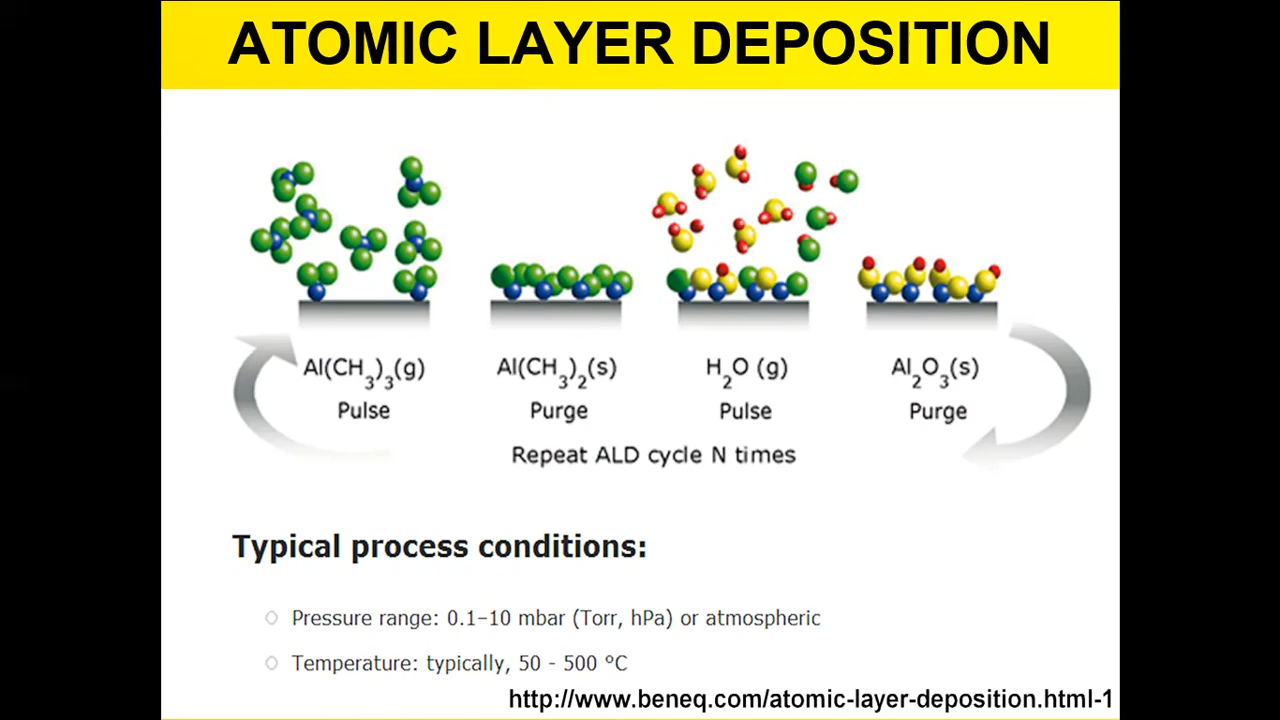 ATOMIC LAYER DEPOSITION
Al(CH3)3(g) Al(CH3)2(s) H2O (g) Al2O3(s)
Pulse Purge Pulse Purge
Repeat ALD cycle N times
Typical process conditions:
Pressure range: 0.1–10 mbar (Torr, hPa) or atmospheric
Temperature: typically, 50 - 500 °C
http://www.beneq.com/atomic-layer-deposition.html-1